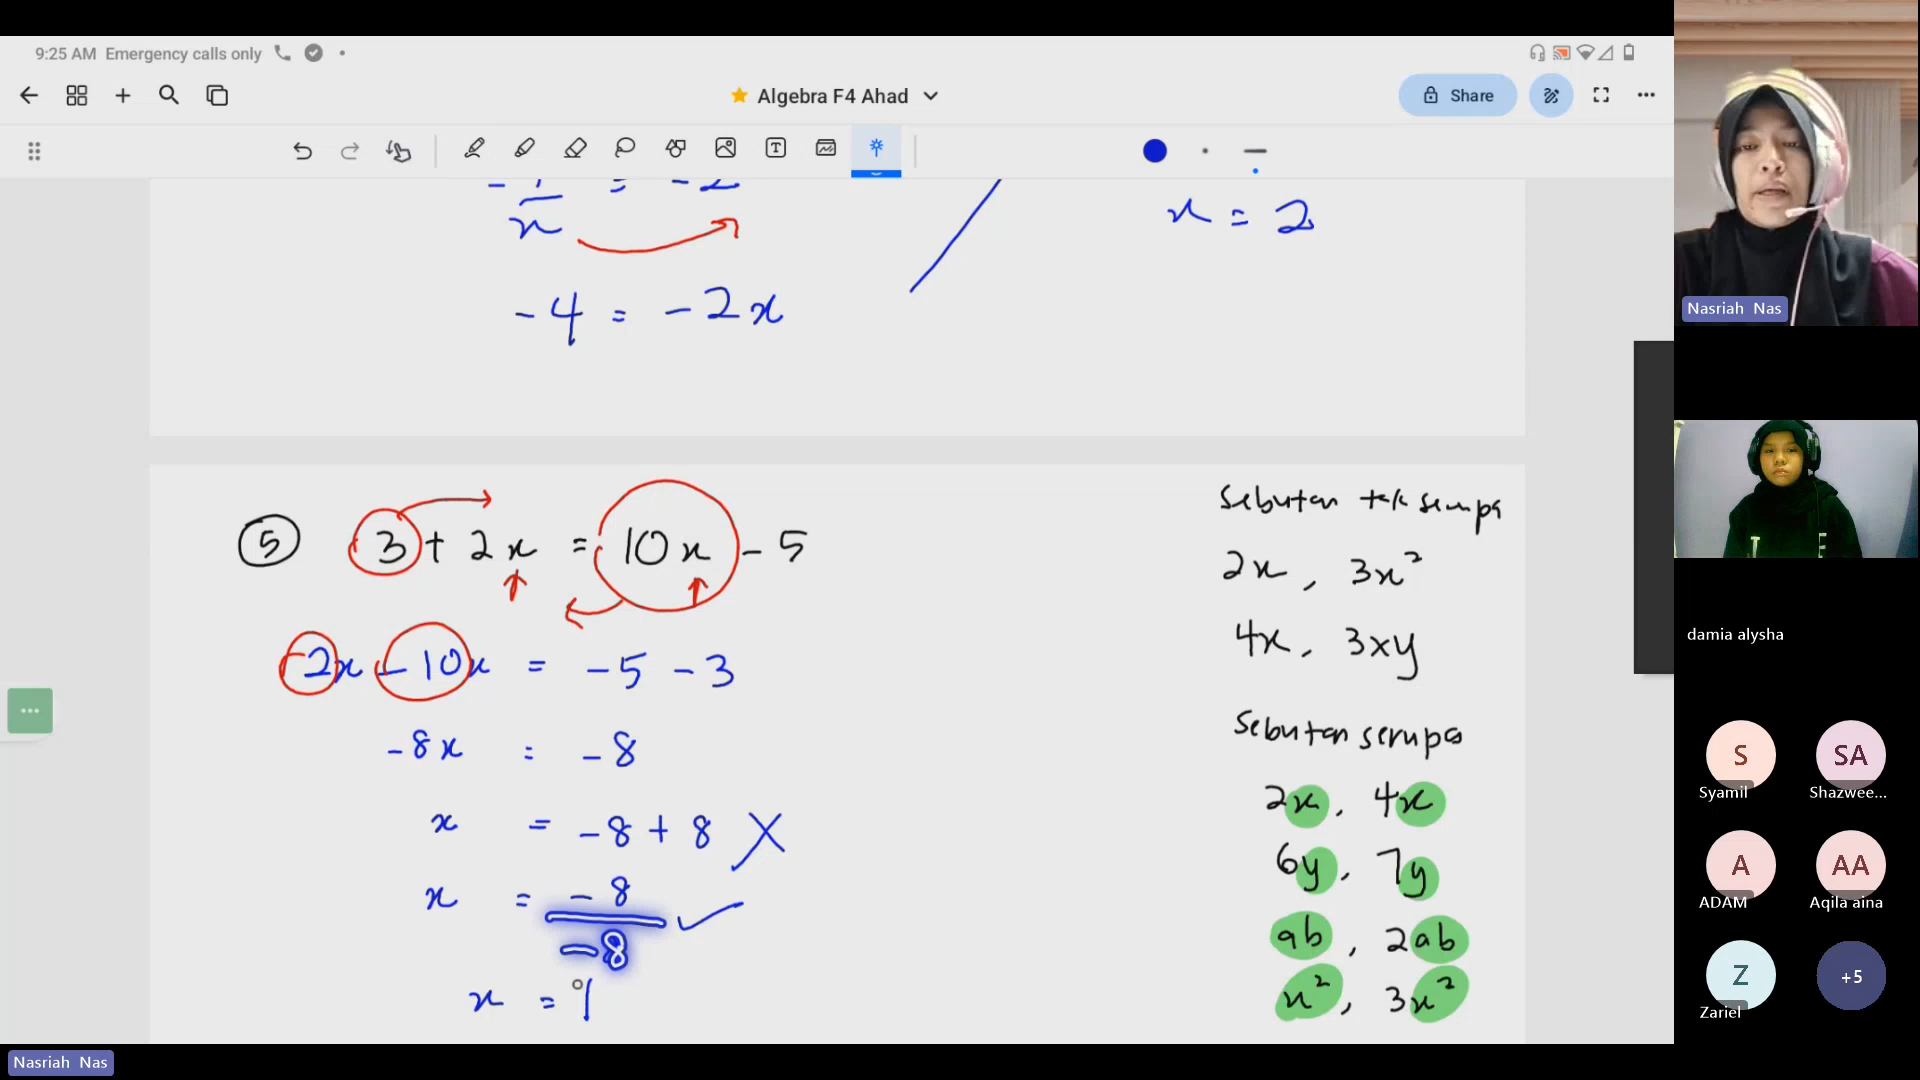 9:25 AM Emergency calls only
Algebra F4 Ahad
Share
= -2
x
x = 2
-4 = -2x
5 3 + 2x = 10x - 5
2x - 10x = -5 - 3
-8x = -8
x = -8 + 8 X
x = -8
-8
x = 1
Sebutan tak serupa
2x , 3x²
4x , 3xy
Sebutan serupa
2x , 4x
6y , 7y
ab , 2ab
x² , 3x²
Nasriah Nas
damia alysha
S
Syamil
SA
Shazwee...
A
ADAM
AA
Aqila aina
Z
Zariel
+5
Nasriah Nas